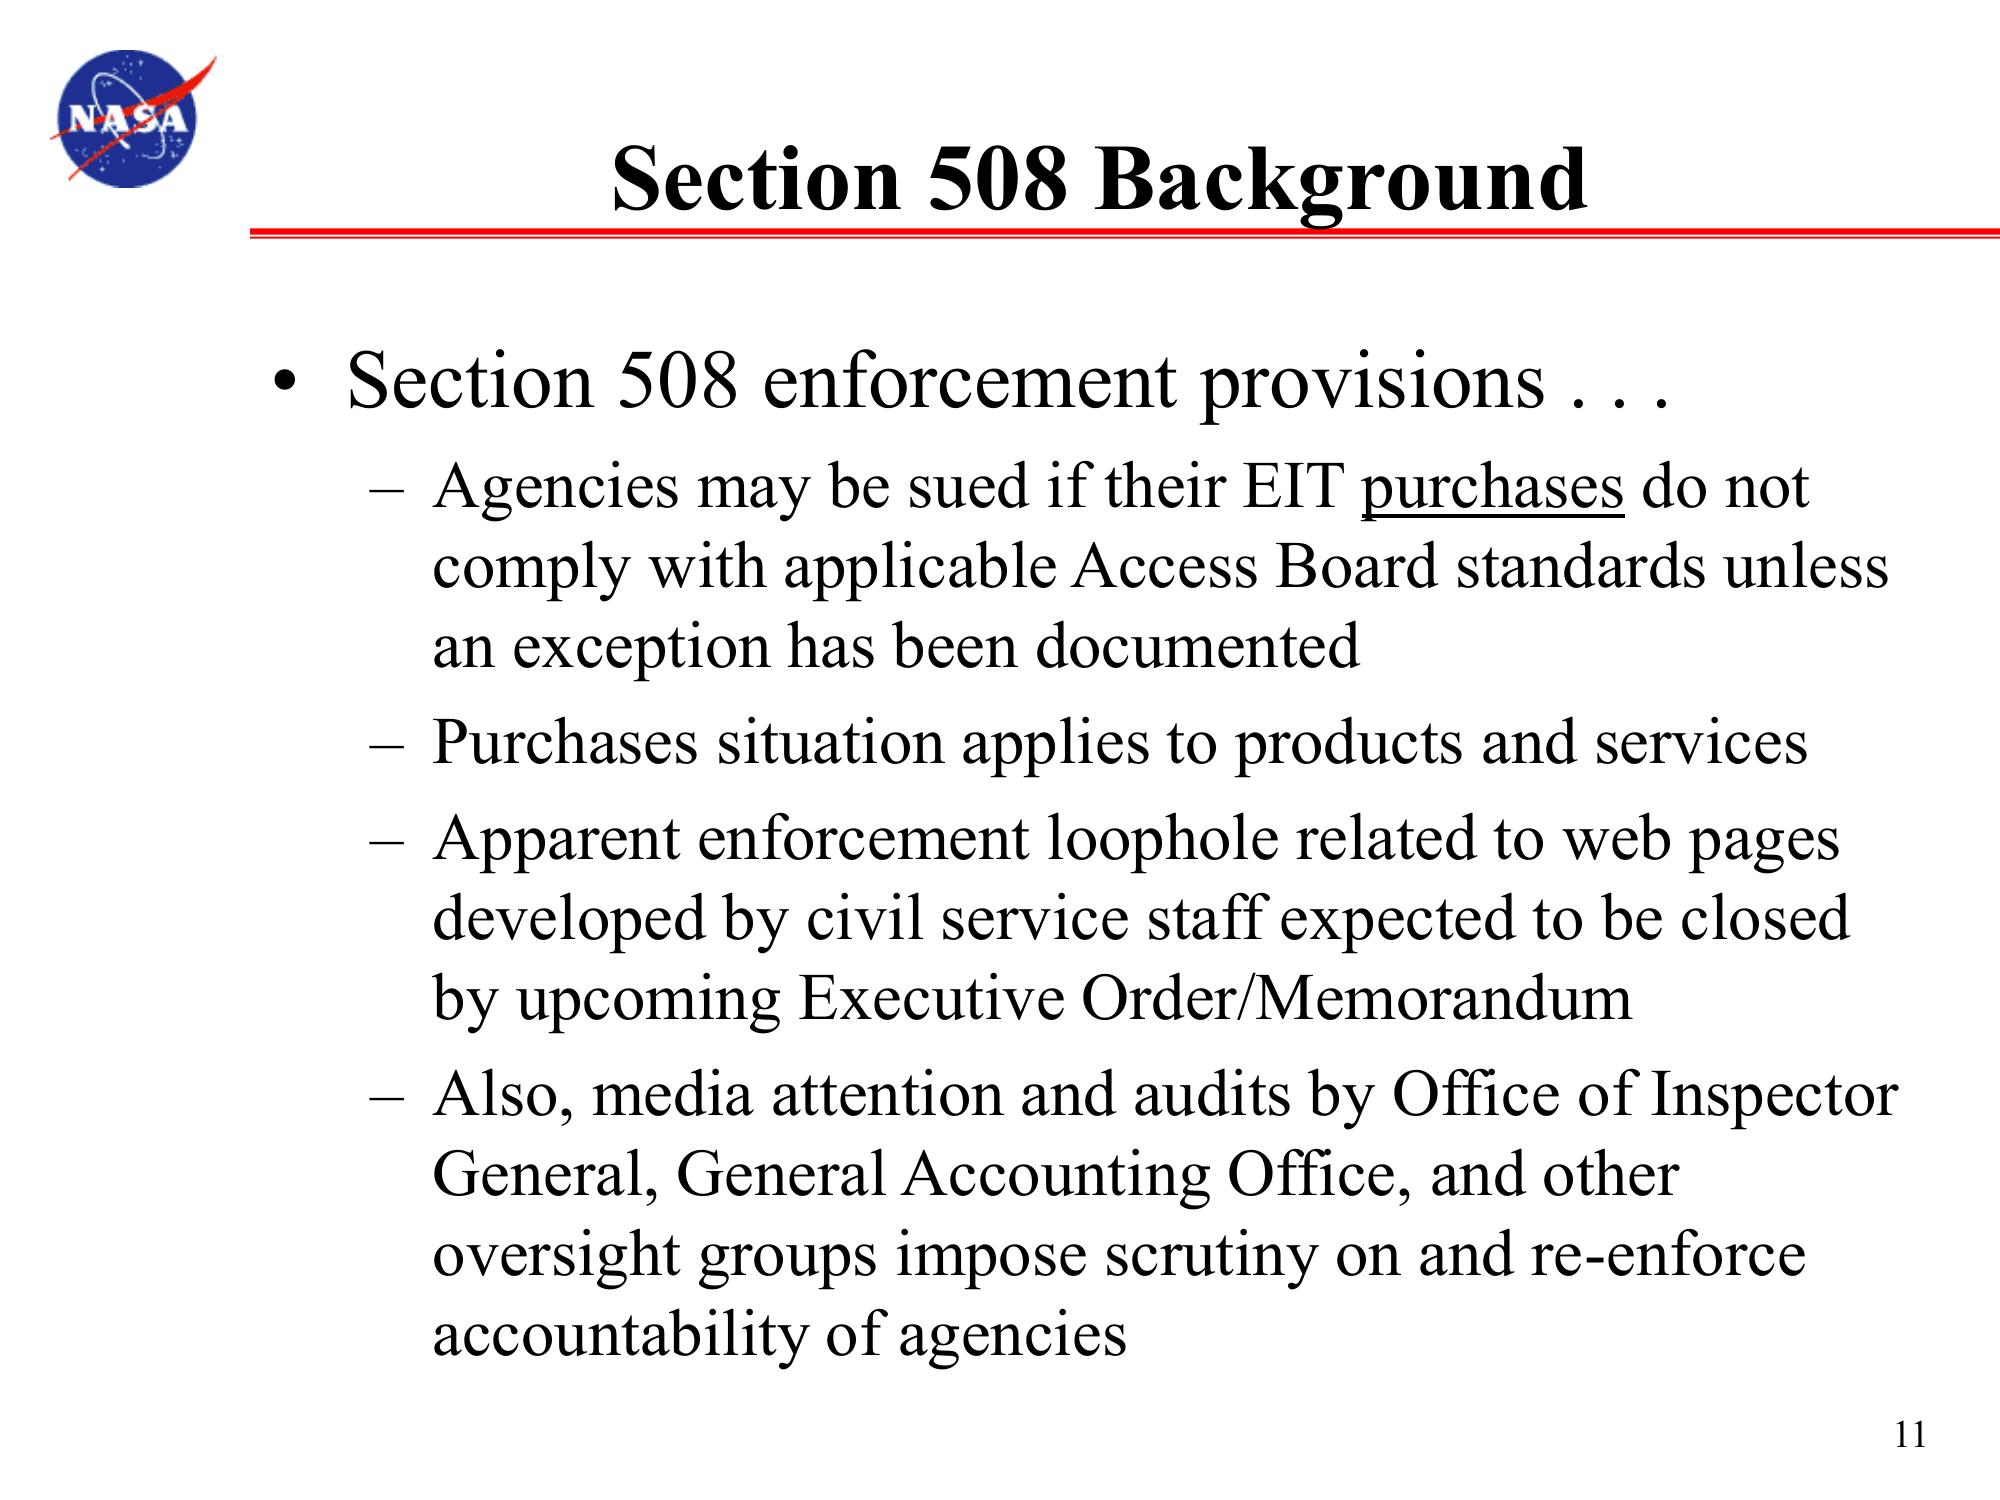 NASA
Section 508 Background
• Section 508 enforcement provisions . . .
– Agencies may be sued if their EIT purchases do not
comply with applicable Access Board standards unless
an exception has been documented
– Purchases situation applies to products and services
– Apparent enforcement loophole related to web pages
developed by civil service staff expected to be closed
by upcoming Executive Order/Memorandum
– Also, media attention and audits by Office of Inspector
General, General Accounting Office, and other
oversight groups impose scrutiny on and re-enforce
accountability of agencies
11